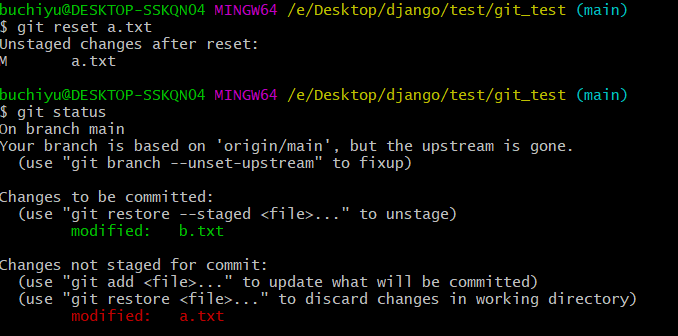 buchiyu@DESKTOP-SSKQNO4 MINGW64 /e/Desktop/django/test/git_test (main)
$ git reset a.txt
Unstaged changes after reset:
M       a.txt
buchiyu@DESKTOP-SSKQNO4 MINGW64 /e/Desktop/django/test/git_test (main)
$ git status
On branch main
Your branch is based on 'origin/main', but the upstream is gone.
  (use "git branch --unset-upstream" to fixup)
Changes to be committed:
  (use "git restore --staged <file>..." to unstage)
        modified:   b.txt
Changes not staged for commit:
  (use "git add <file>..." to update what will be committed)
  (use "git restore <file>..." to discard changes in working directory)
        modified:   a.txt